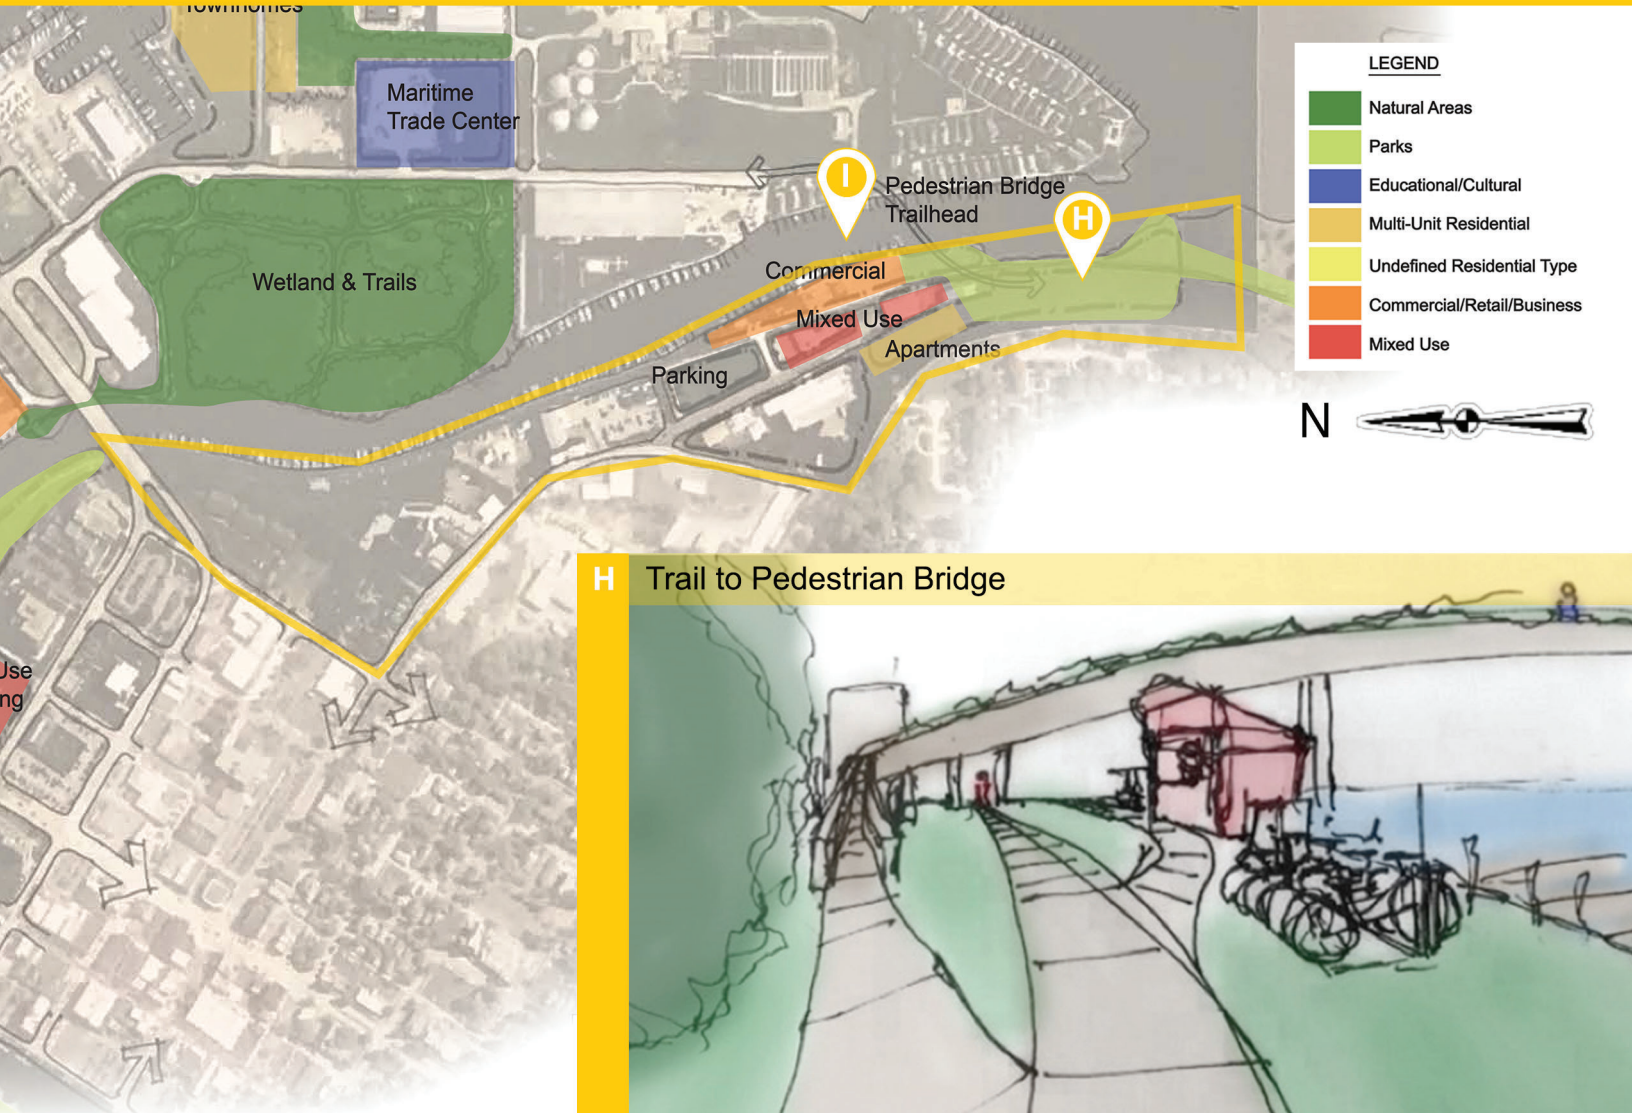 Townhomes
Maritime
Trade Center
I
Pedestrian Bridge
Trailhead
H
Commercial
Wetland & Trails
Mixed Use
Apartments
Parking
Use
ng
LEGEND
Natural Areas
Parks
Educational/Cultural
Multi-Unit Residential
Undefined Residential Type
Commercial/Retail/Business
Mixed Use
N
H Trail to Pedestrian Bridge